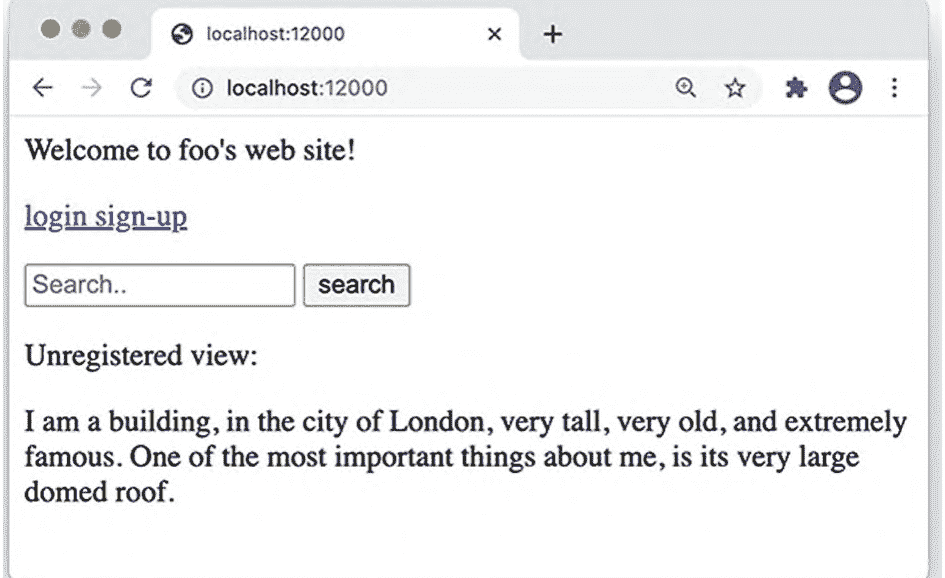 localhost:12000
localhost:12000
Welcome to foo's web site!
login sign-up
Search.. search
Unregistered view:
I am a building, in the city of London, very tall, very old, and extremely
famous. One of the most important things about me, is its very large
domed roof.